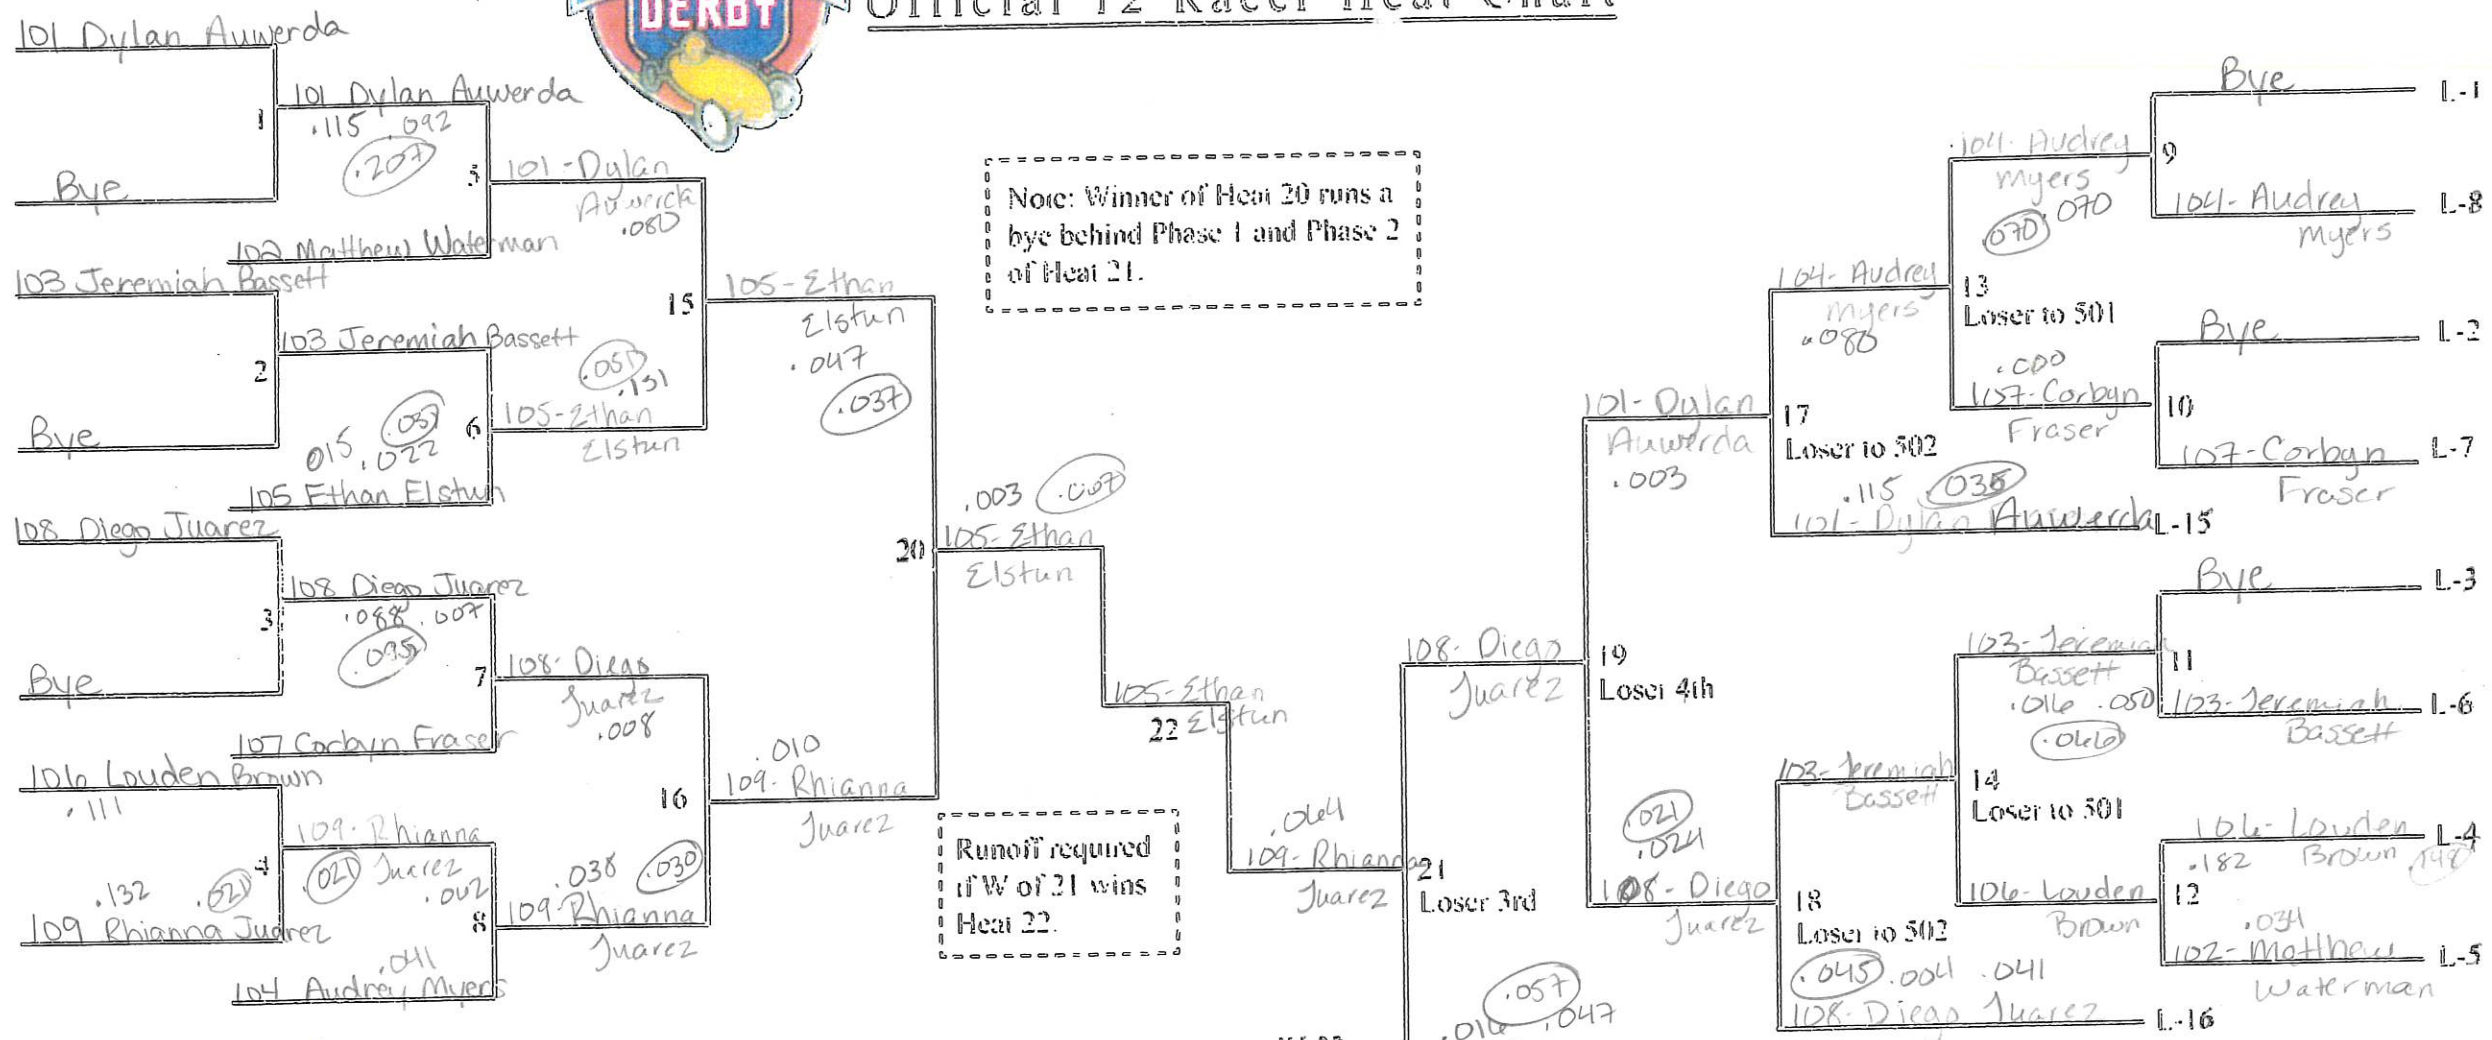 DERBY
Official 12 Racer Heat Chart
101 Dylan Auwerda
1
Bye
101 Dylan Auwerda
.115 .092
.207
5
102 Matthew Waterman
103 Jeremiah Bassett
2
Bye
103 Jeremiah Bassett
.037
.015 .022
6
105 Ethan Elstun
108 Diego Juarez
3
Bye
108 Diego Juarez
.088 .007
.095
7
107 Corbyn Fraser
106 Louden Brown
.111
4
.132 .021
109 Rhianna Juarez
109-Rhianna
Juarez
.021
.062
8
.041
104 Audrey Myers
101-Dylan
Auwerda
.080
15
.051
.131
105-Ethan
Elstun
108-Diego
Juarez
.008
16
.038 .030
109-Rhianna
Juarez
105-Ethan
Elstun
.047
.037
20
.010
109-Rhianna
Juarez
.003 .007
105-Ethan
Elstun
Note: Winner of Heat 20 runs a
bye behind Phase 1 and Phase 2
of Heat 21.
Runoff required
if W of 21 wins
Heat 22.
105-Ethan
Elstun
22
.064
109-Rhianna
Juarez
21
Loser 3rd
108-Diego
Juarez
.057
.016 .047
19
Loser 4th
101-Dylan
Auwerda
.003
.021
.024
108-Diego
Juarez
17
Loser to 502
104-Audrey
Myers
.080
.115
101-Dylan Auwerda
L-15
18
Loser to 502
103-Jeremiah
Bassett
.045 .004 .041
108-Diego Juarez
L-16
13
Loser to 501
104-Audrey
Myers
.070 .070
.000
107-Corbyn
Fraser
14
Loser to 501
103-Jeremiah
Bassett
.016 .050
.066
106-Louden
Brown
9
Bye
L-1
104-Audrey
Myers
L-8
10
Bye
L-2
107-Corbyn
Fraser
L-7
11
Bye
L-3
103-Jeremiah
Bassett
L-6
12
106-Louden
Brown
L-4
.182
.148
.034
102-Matthew
Waterman
L-5